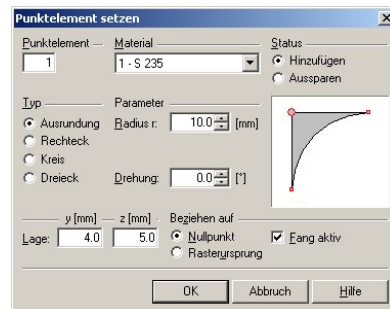 Punktelement setzen
Punktelement Material Status
1 1 - S 235 Hinzufügen
Aussparen
Typ Parameter
Ausrundung Radius r: 10.0 [mm]
Rechteck
Kreis
Dreieck Drehung: 0.0 [°]
y [mm] z [mm] Beziehen auf
Lage: 4.0 5.0 Nullpunkt Fang aktiv
Rasterursprung
OK Abbruch Hilfe